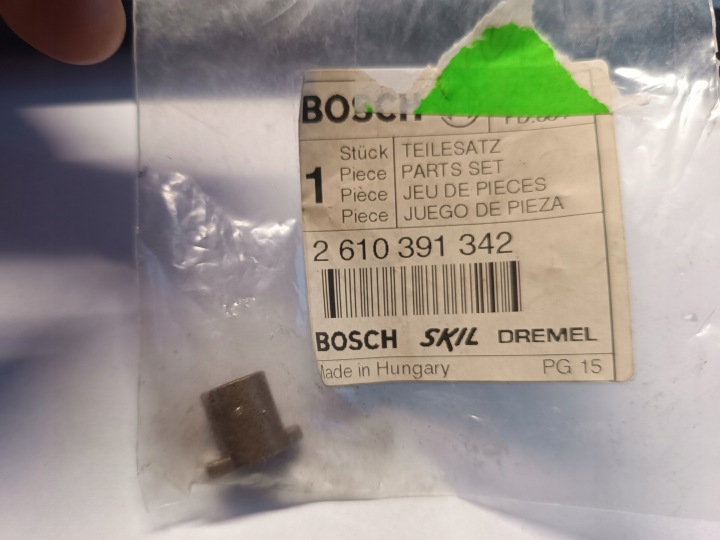 BOSCH
1
Stück TEILESATZ
Piece PARTS SET
Pièce JEU DE PIECES
Piece JUEGO DE PIEZA
2 610 391 342
BOSCH SKIL DREMEL
Made in Hungary PG 15